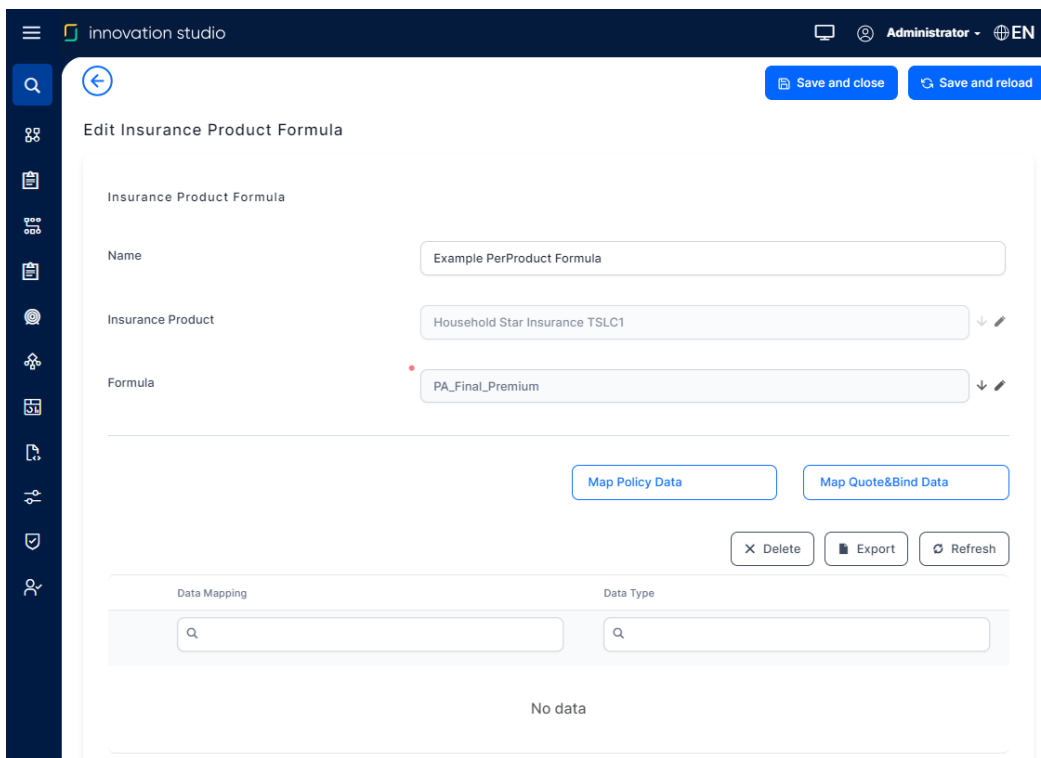 innovation studio
Administrator
EN
Save and close
Save and reload
Edit Insurance Product Formula
Insurance Product Formula
Name
Example PerProduct Formula
Insurance Product
Household Star Insurance TSLC1
Formula
PA_Final_Premium
Map Policy Data
Map Quote&Bind Data
Delete
Export
Refresh
Data Mapping
Data Type
No data